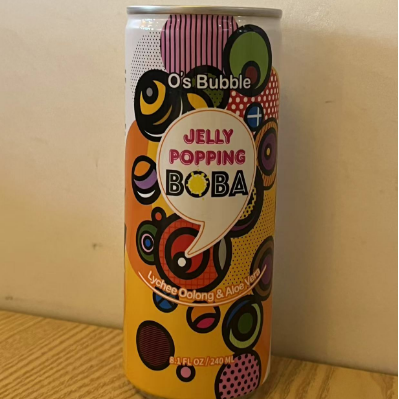 O's Bubble
JELLY
POPPING
BOBA
Lychee Oolong & Aloe Vera
8.1 FL OZ / 240 ML